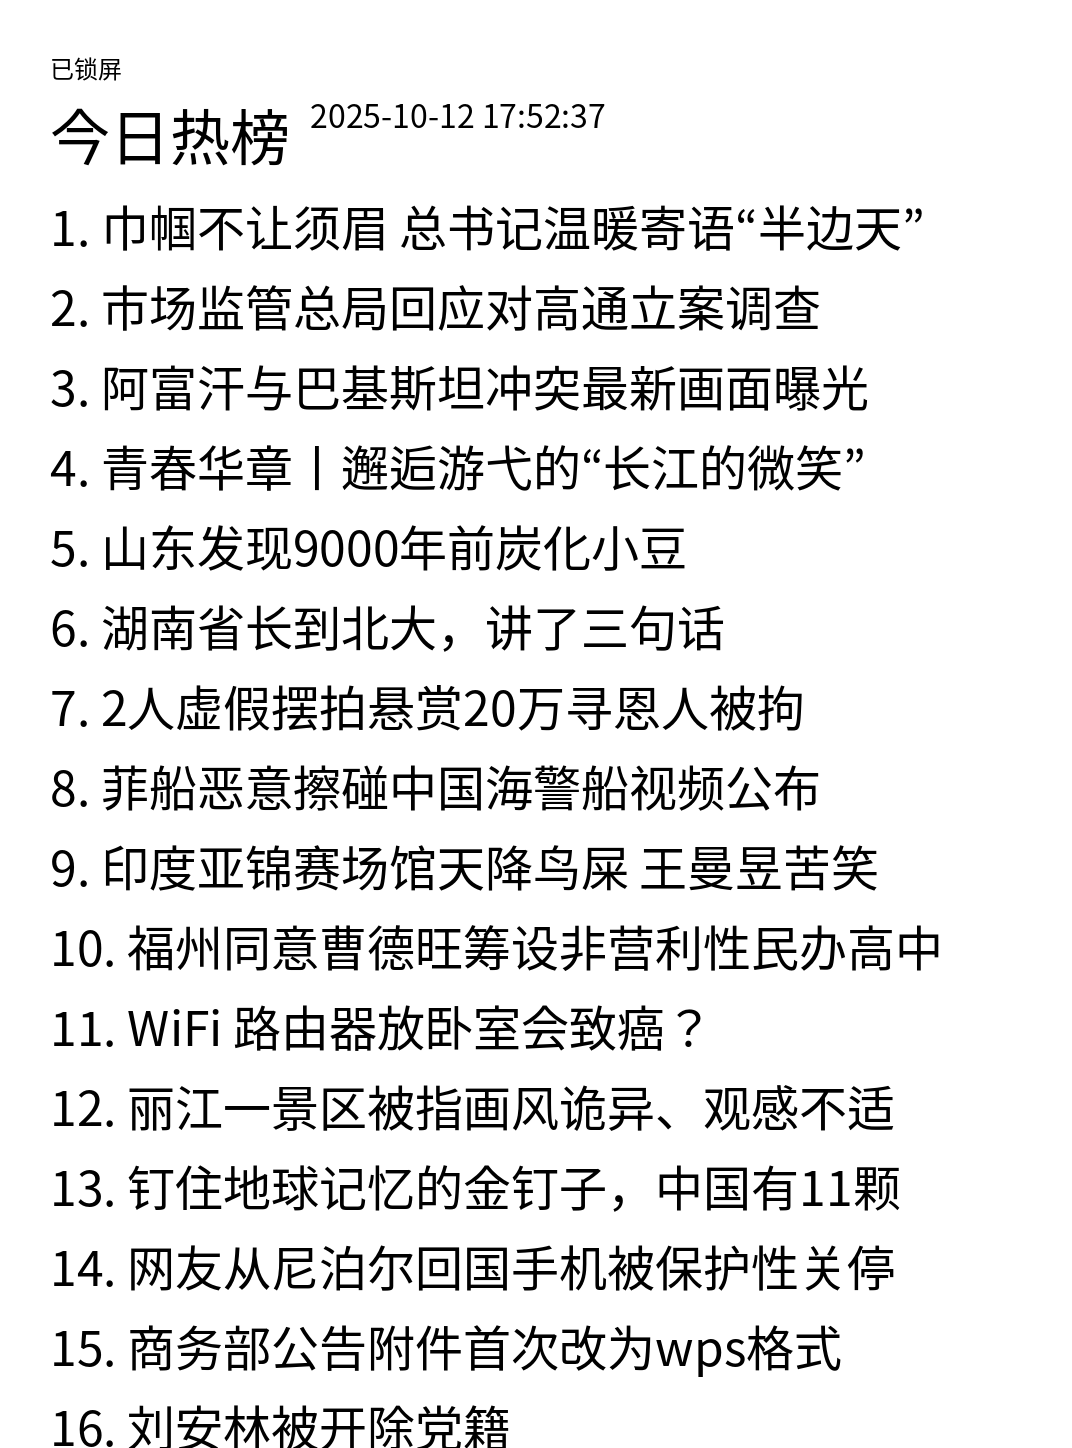 已锁屏
今日热榜 2025-10-12 17:52:37
1. 巾帼不让须眉 总书记温暖寄语“半边天”
2. 市场监管总局回应对高通立案调查
3. 阿富汗与巴基斯坦冲突最新画面曝光
4. 青春华章丨邂逅游弋的“长江的微笑”
5. 山东发现9000年前炭化小豆
6. 湖南省长到北大，讲了三句话
7. 2人虚假摆拍悬赏20万寻恩人被拘
8. 菲船恶意擦碰中国海警船视频公布
9. 印度亚锦赛场馆天降鸟屎 王曼昱苦笑
10. 福州同意曹德旺筹设非营利性民办高中
11. WiFi 路由器放卧室会致癌？
12. 丽江一景区被指画风诡异、观感不适
13. 钉住地球记忆的金钉子，中国有11颗
14. 网友从尼泊尔回国手机被保护性关停
15. 商务部公告附件首次改为wps格式
16. 刘安林被开除党籍